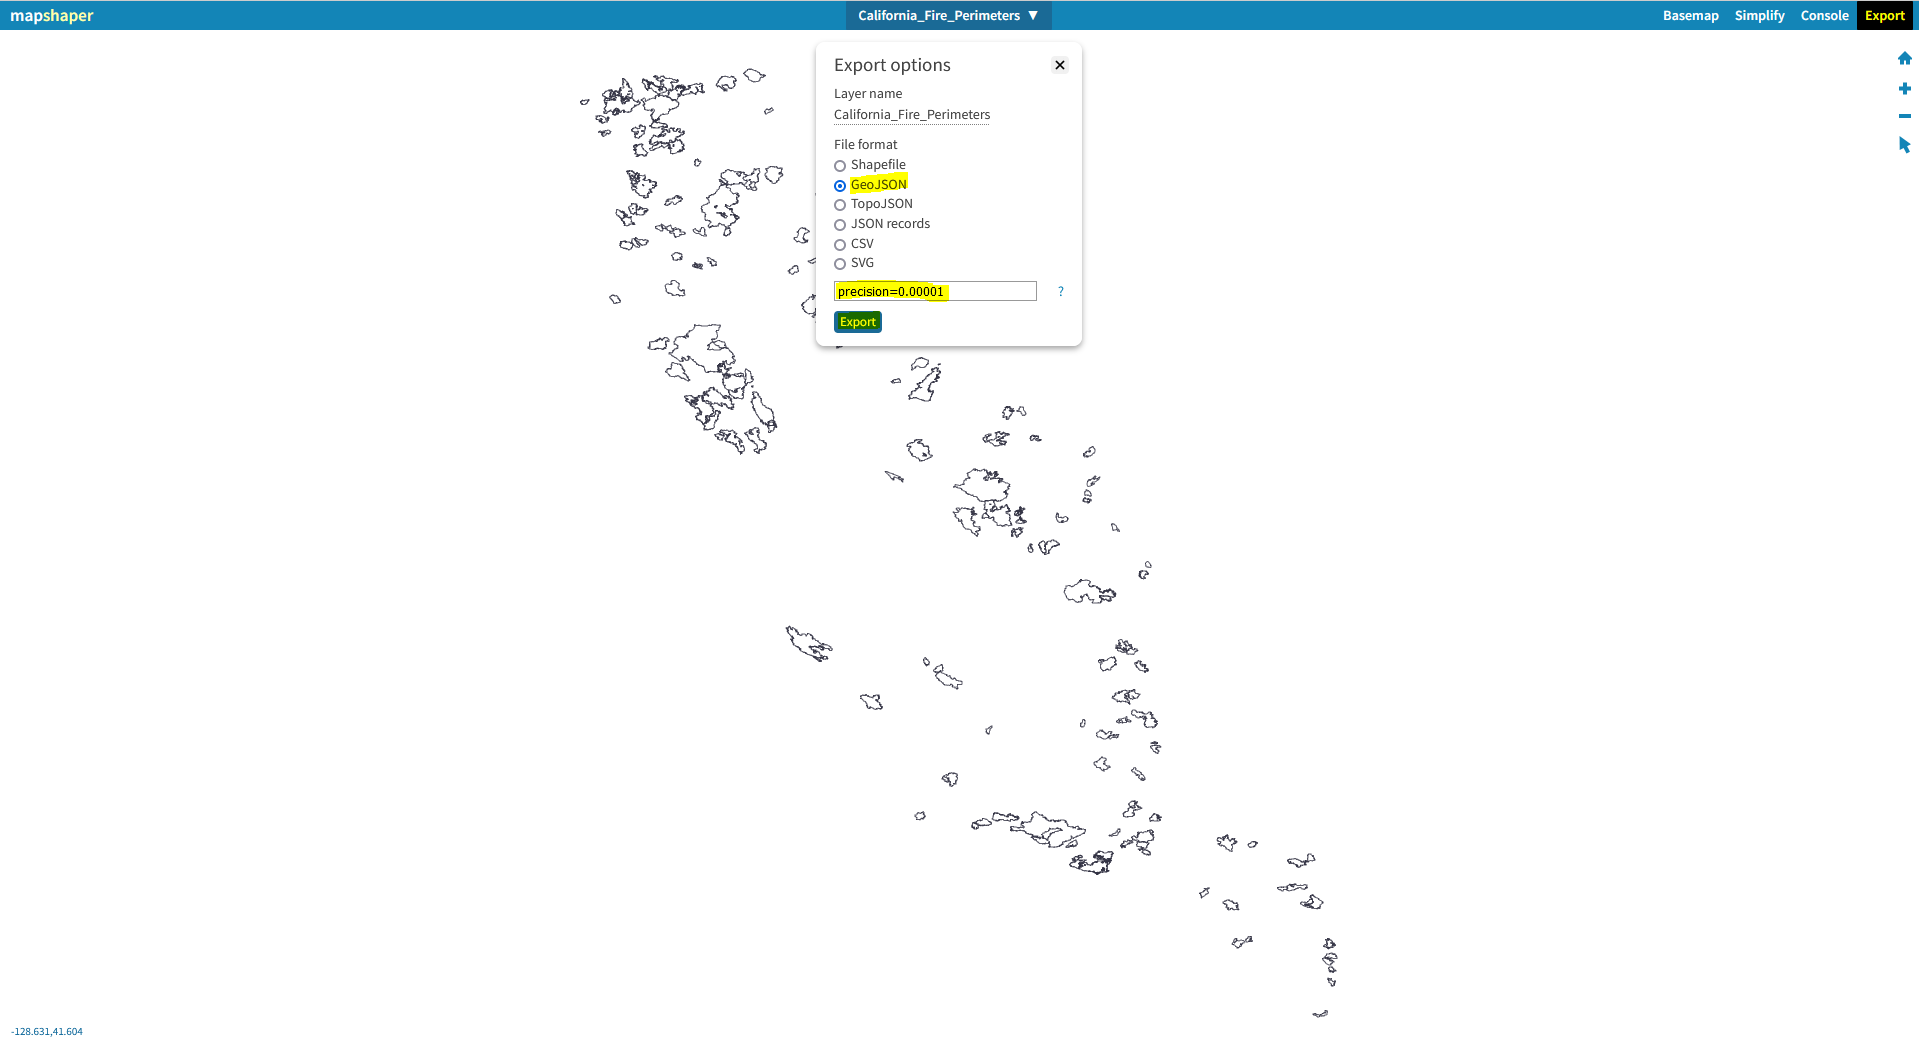 mapshaper
California_Fire_Perimeters ▼
Basemap Simplify Console Export
Export options
Layer name
California_Fire_Perimeters
File format
Shapefile
GeoJSON
TopoJSON
JSON records
CSV
SVG
precision=0.00001 ?
Export
-128.631,41.604